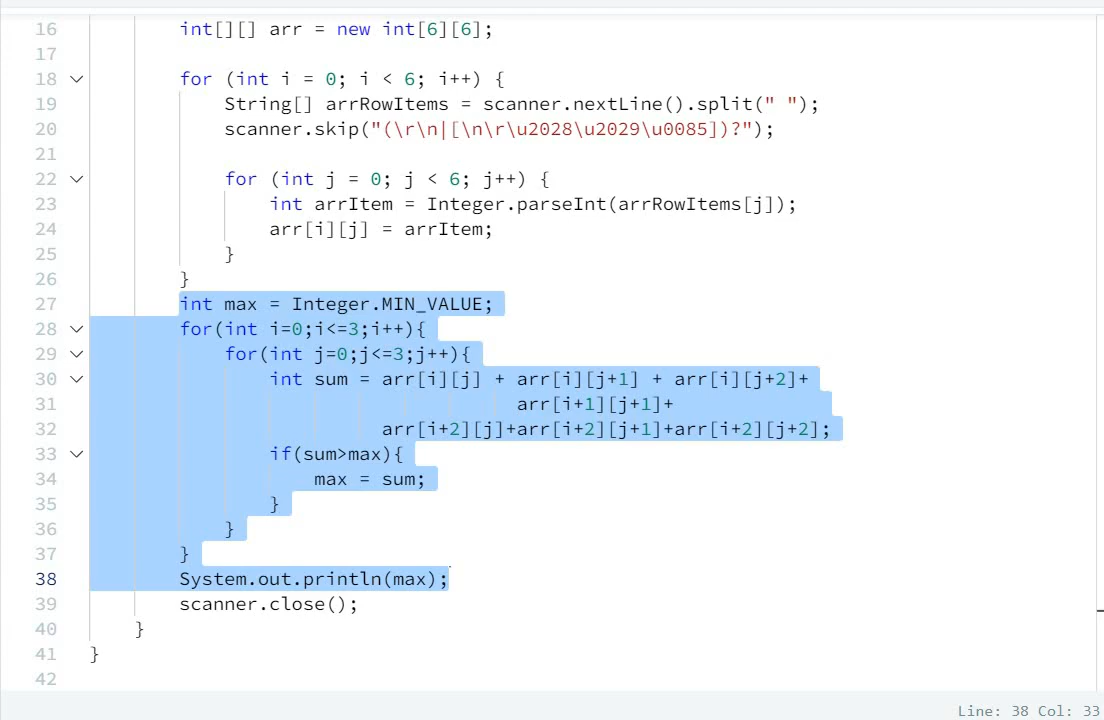 16 int[][] arr = new int[6][6];
17
18 for (int i = 0; i < 6; i++) {
19 String[] arrRowItems = scanner.nextLine().split(" ");
20 scanner.skip("(\r\n|[\n\r\u2028\u2029\u0085])?");
21
22 for (int j = 0; j < 6; j++) {
23 int arrItem = Integer.parseInt(arrRowItems[j]);
24 arr[i][j] = arrItem;
25 }
26 }
27 int max = Integer.MIN_VALUE;
28 for(int i=0;i<=3;i++){
29 for(int j=0;j<=3;j++){
30 int sum = arr[i][j] + arr[i][j+1] + arr[i][j+2]+
31 arr[i+1][j+1]+
32 arr[i+2][j]+arr[i+2][j+1]+arr[i+2][j+2];
33 if(sum>max){
34 max = sum;
35 }
36 }
37 }
38 System.out.println(max);
39 scanner.close();
40 }
41 }
42
Line: 38 Col: 33